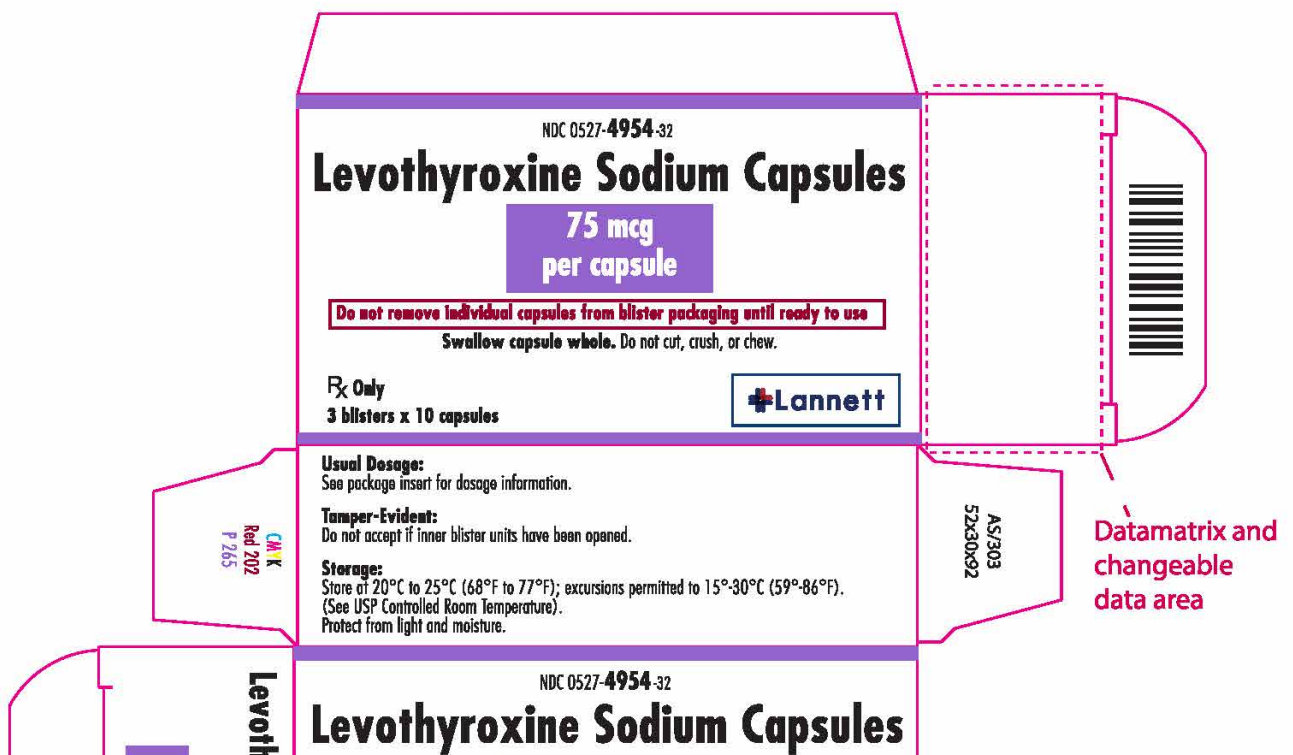 NDC 0527-4954-32
Levothyroxine Sodium Capsules
75 mcg
per capsule
Do not remove individual capsules from blister packaging until ready to use
Swallow capsule whole. Do not cut, crush, or chew.
Rx Only
3 blisters x 10 capsules
Lannett
Usual Dosage:
See package insert for dosage information.
Tamper-Evident:
Do not accept if inner blister units have been opened.
Storage:
Store at 20°C to 25°C (68°F to 77°F); excursions permitted to 15°-30°C (59°-86°F).
(See USP Controlled Room Temperature).
Protect from light and moisture.
CMYK
Red 202
P 265
AS/303
52x30x92
Datamatrix and
changeable
data area
Levoth
NDC 0527-4954-32
Levothyroxine Sodium Capsules